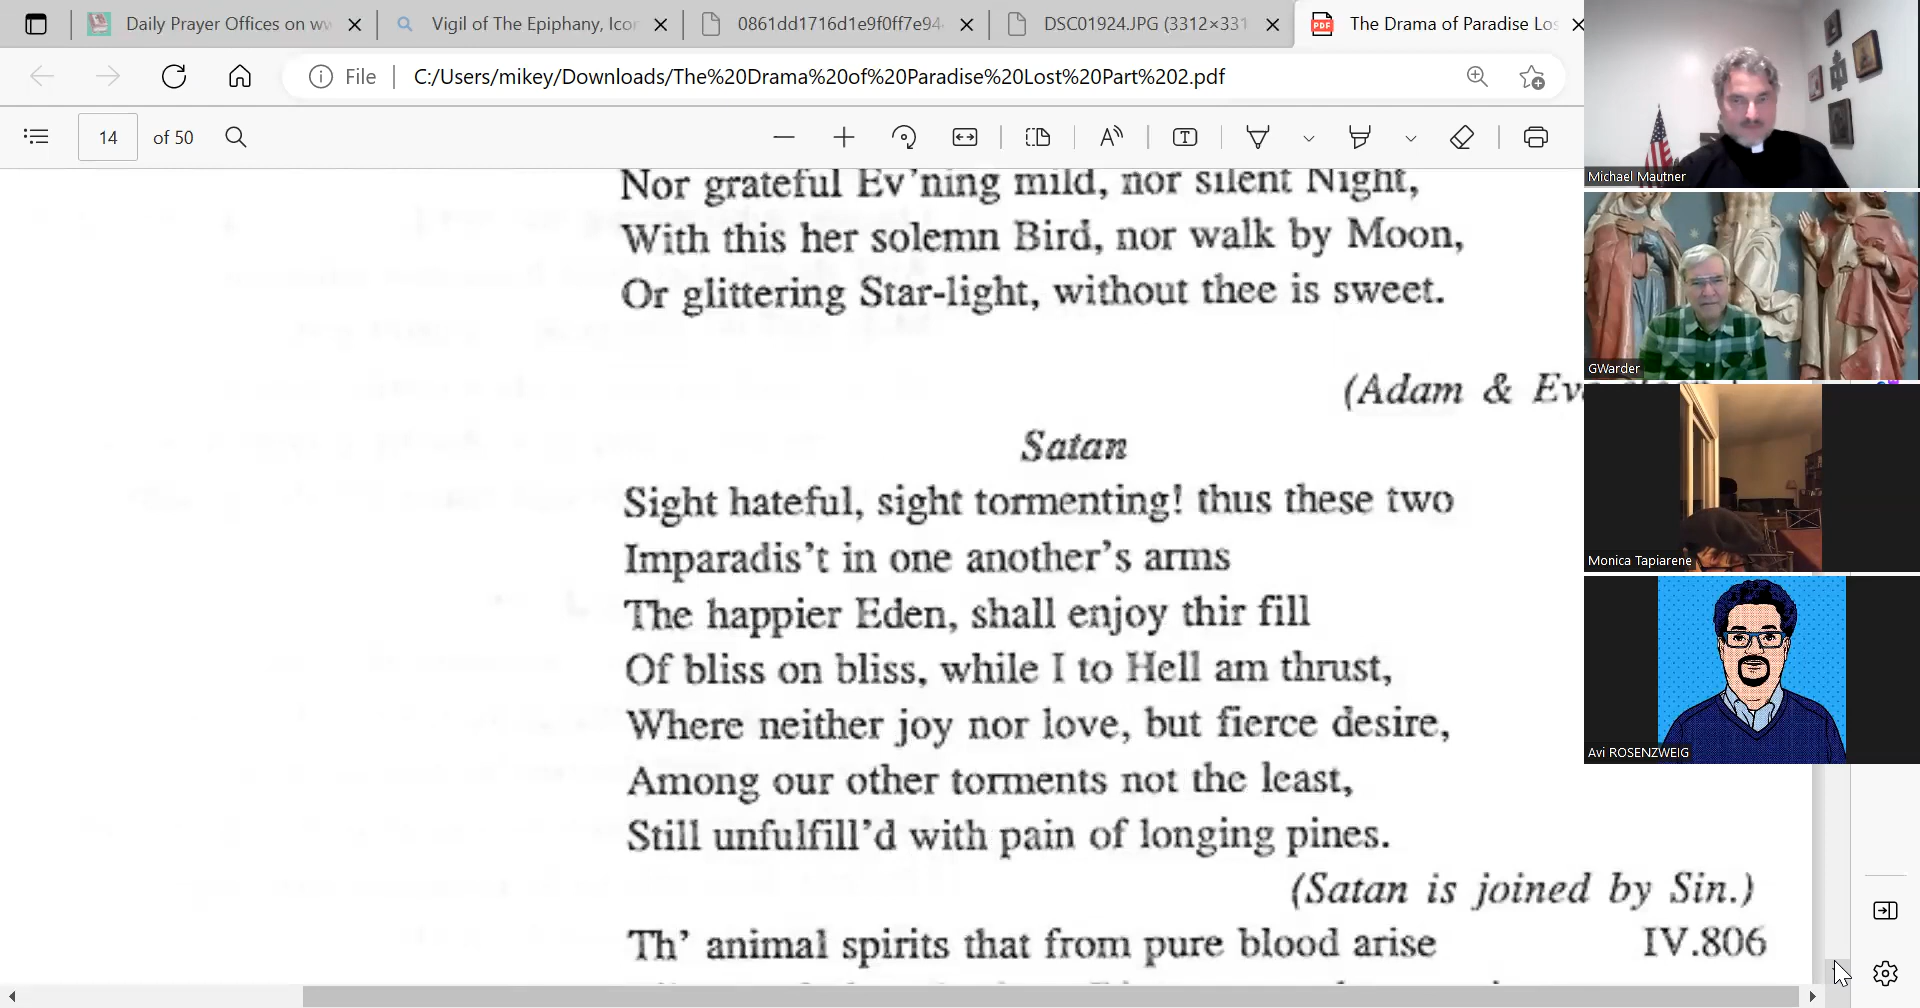 Daily Prayer Offices on ww
Vigil of The Epiphany, Icor
0861dd1716d1e9f0ff7e94
DSC01924.JPG (3312×331
PDF
The Drama of Paradise Los
File
C:/Users/mikey/Downloads/The%20Drama%20of%20Paradise%20Lost%20Part%202.pdf
14 of 50
Nor grateful Ev’ning mild, nor silent Night,
With this her solemn Bird, nor walk by Moon,
Or glittering Star-light, without thee is sweet.
(Adam & Eve
Satan
Sight hateful, sight tormenting! thus these two
Imparadis’t in one another’s arms
The happier Eden, shall enjoy thir fill
Of bliss on bliss, while I to Hell am thrust,
Where neither joy nor love, but fierce desire,
Among our other torments not the least,
Still unfulfill’d with pain of longing pines.
(Satan is joined by Sin.)
Th’ animal spirits that from pure blood arise IV.806
Michael Mautner
GWarder
Monica Tapiarene
Avi ROSENZWEIG